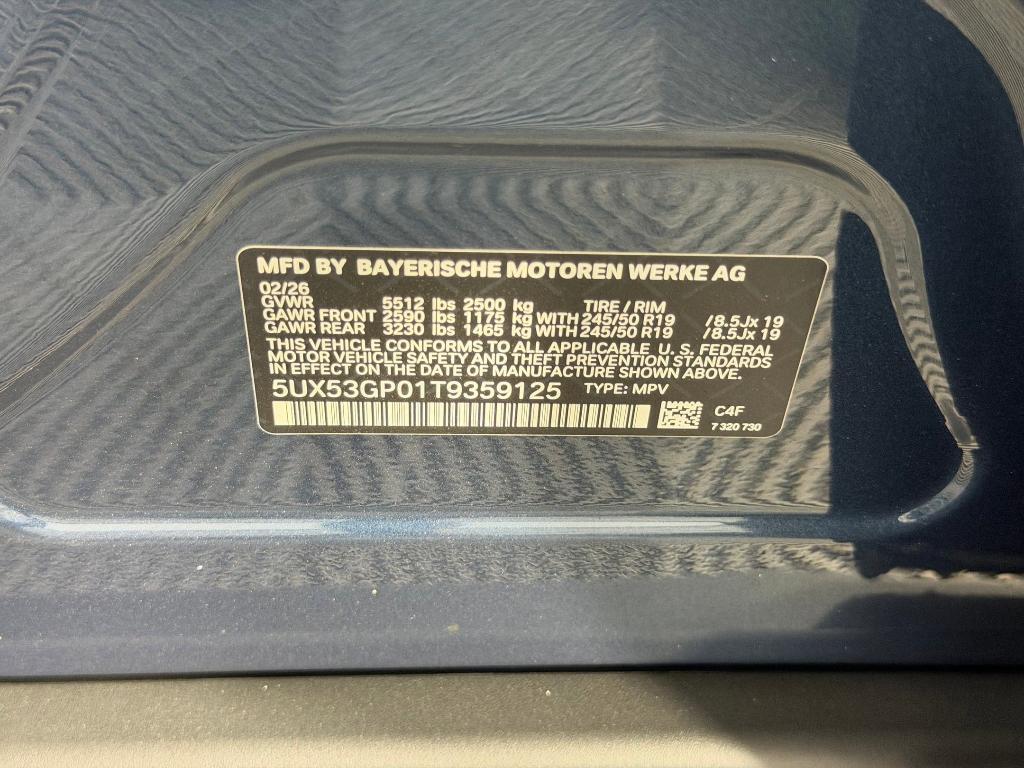 MFD BY BAYERISCHE MOTOREN WERKE AG
02/26
GVWR 5512 lbs 2500 kg TIRE / RIM
GAWR FRONT 2590 lbs 1175 kg WITH 245/50 R19 /8.5Jx 19
GAWR REAR 3230 lbs 1465 kg WITH 245/50 R19 /8.5Jx 19
THIS VEHICLE CONFORMS TO ALL APPLICABLE U. S. FEDERAL
MOTOR VEHICLE SAFETY AND THEFT PREVENTION STANDARDS
IN EFFECT ON THE DATE OF MANUFACTURE SHOWN ABOVE.
5UX53GP01T9359125 TYPE: MPV
C4F
7 320 730